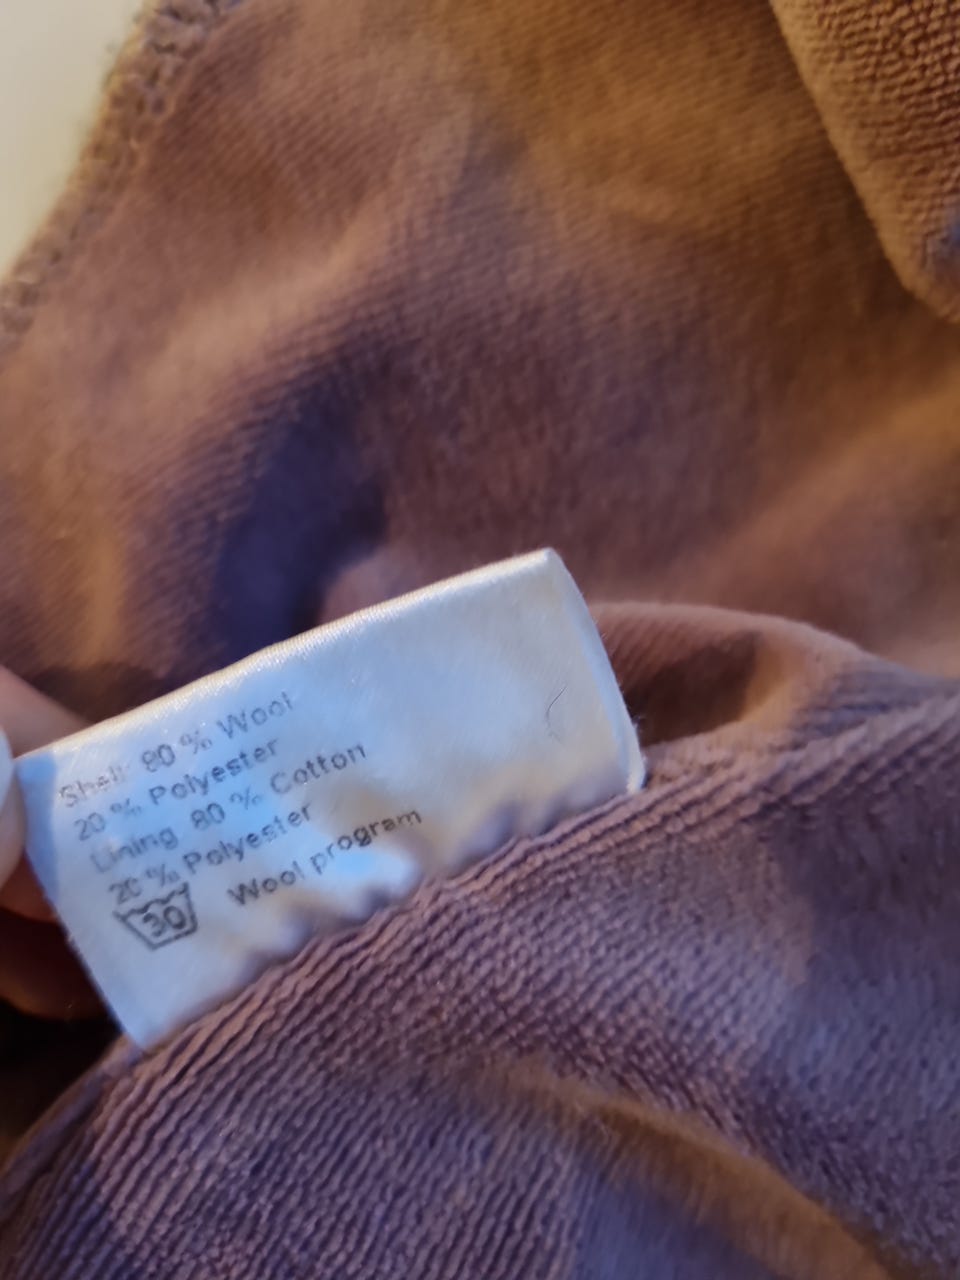 Shell: 80 % Wool
20 % Polyester
Lining 80 % Cotton
20 % Polyester
30 Wool program